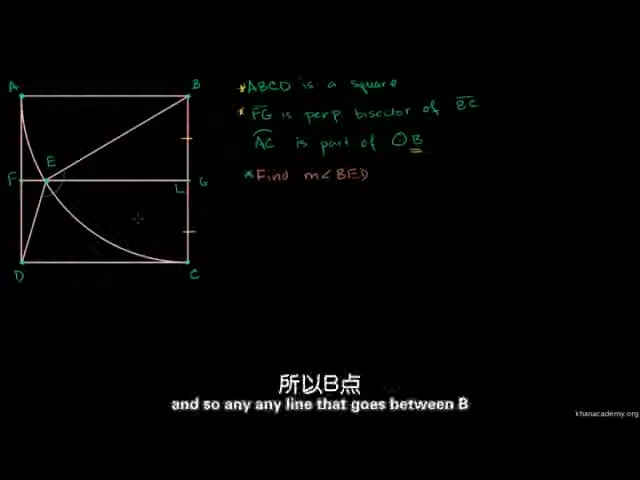 A B
★ABCD is a square
★ FG is perp. bisector of BC
AC is part of ⊙B
E
F L G
★Find m∠BED
D C
所以B点
and so any any line that goes between B
khanacademy.org